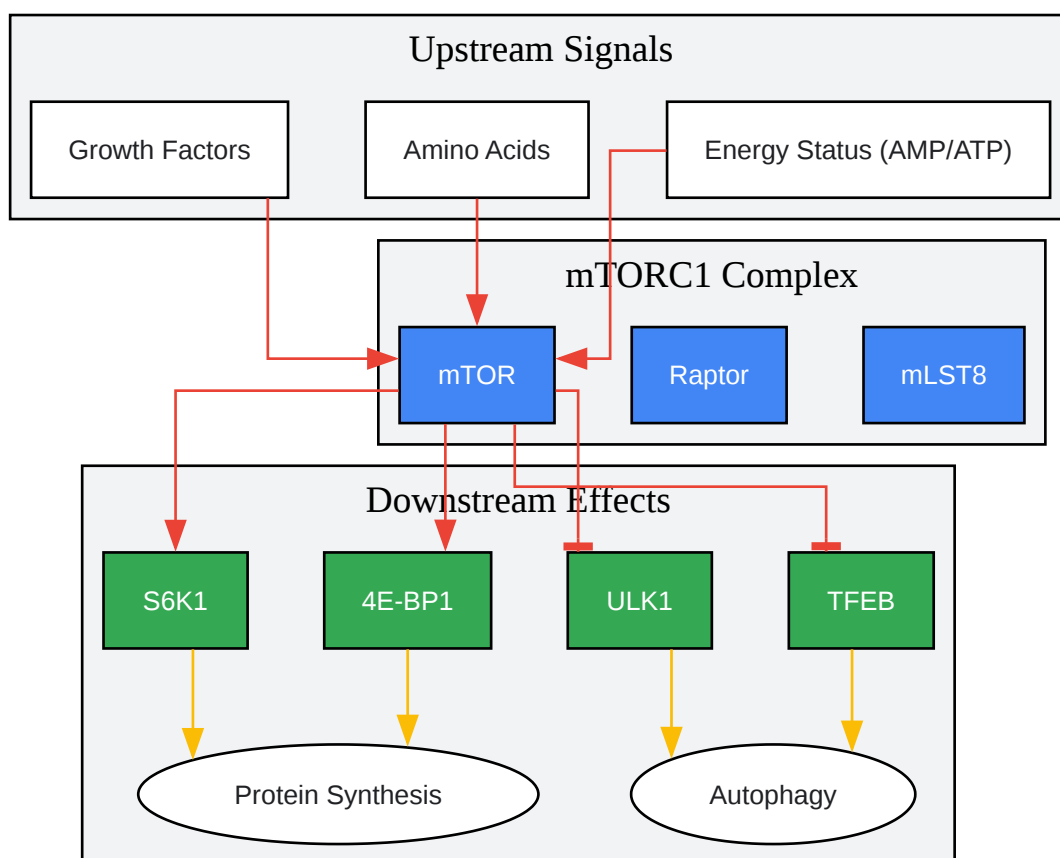 Upstream Signals
Growth Factors
Amino Acids
Energy Status (AMP/ATP)
mTORC1 Complex
mTOR
Raptor
mLST8
Downstream Effects
S6K1
4E-BP1
ULK1
TFEB
Protein Synthesis
Autophagy